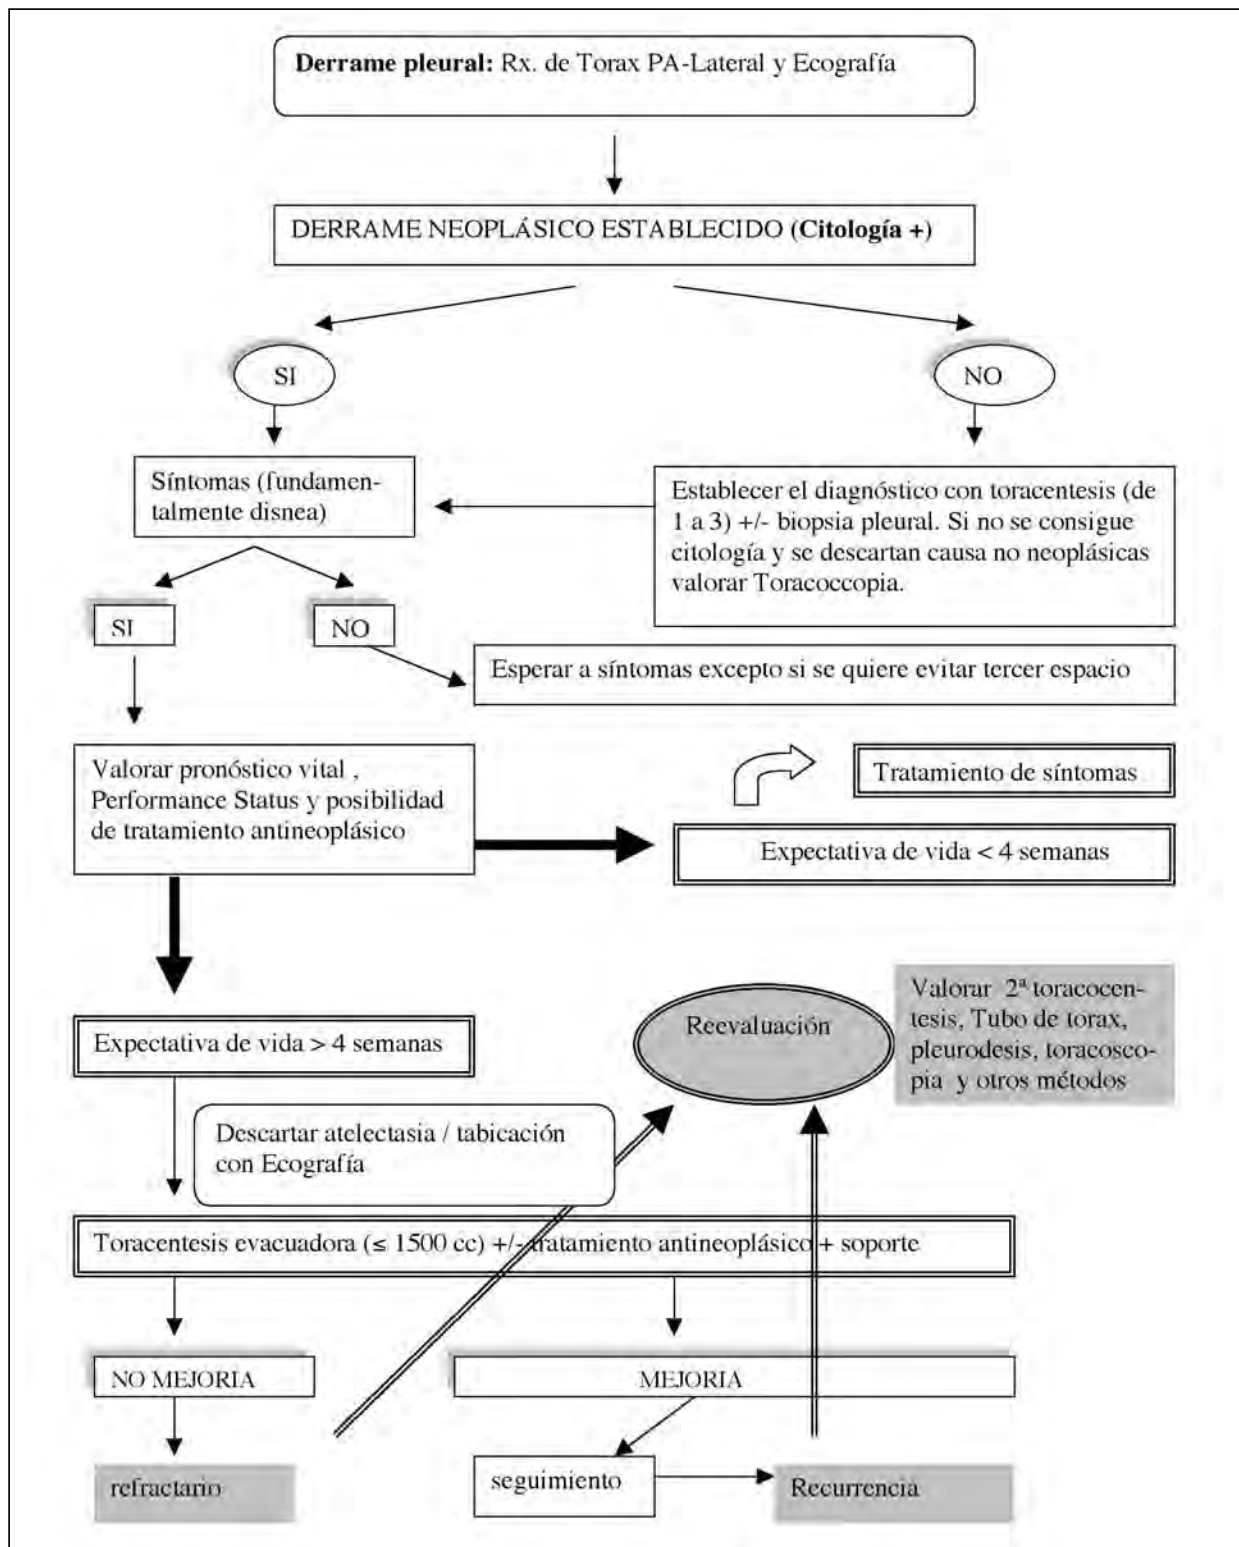 Derrame pleural: Rx. de Torax PA-Lateral y Ecografía
DERRAME NEOPLÁSICO ESTABLECIDO (Citología +)
SI
NO
Síntomas (fundamen-
talmente disnea)
Establecer el diagnóstico con toracentesis (de
1 a 3) +/- biopsia pleural. Si no se consigue
citología y se descartan causa no neoplásicas
valorar Toracoccopia.
SI
NO
Esperar a síntomas excepto si se quiere evitar tercer espacio
Valorar pronóstico vital ,
Performance Status y posibilidad
de tratamiento antineoplásico
Tratamiento de síntomas
Expectativa de vida < 4 semanas
Expectativa de vida > 4 semanas
Reevaluación
Valorar 2ª toracocen-
tesis, Tubo de torax,
pleurodesis, toracosco-
pia y otros métodos
Descartar atelectasia / tabicación
con Ecografía
Toracentesis evacuadora (≤ 1500 cc) +/- tratamiento antineoplásico + soporte
NO MEJORIA
MEJORIA
refractario
seguimiento
Recurrencia